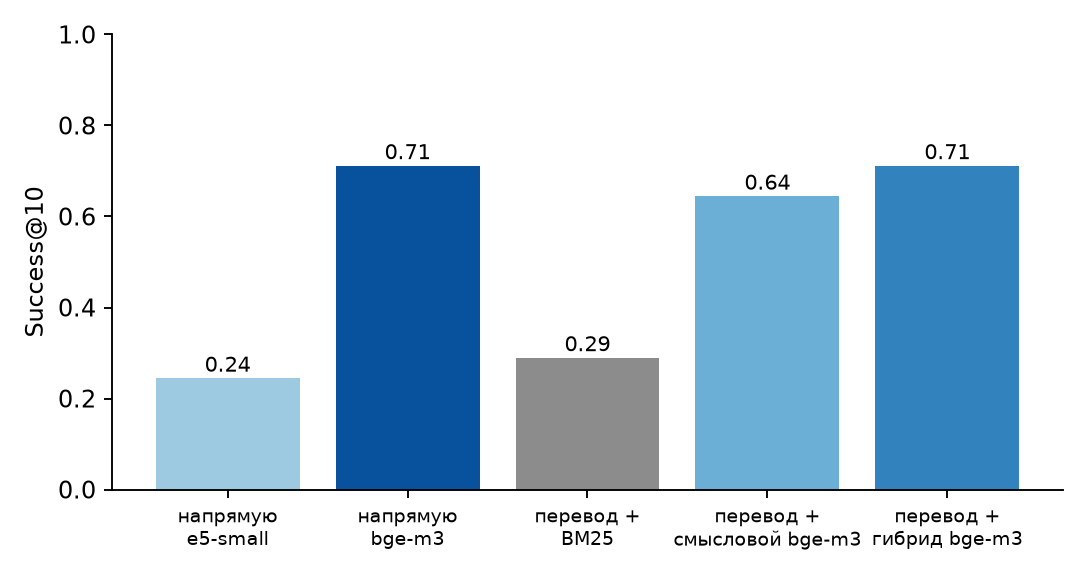 Success@10
1.0
0.8
0.6
0.4
0.2
0.0
0.24
0.71
0.29
0.64
0.71
напрямую
e5-small
напрямую
bge-m3
перевод +
BM25
перевод +
смысловой bge-m3
перевод +
гибрид bge-m3